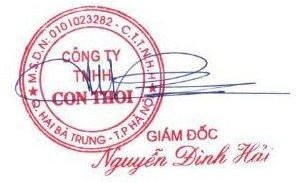 M.S.D.N: 0101023282 - C.T.T.N.H.H
CÔNG TY
TNHH
CON THOI
Q. HAI BÀ TRƯNG - T.P HÀ NỘI
GIÁM ĐỐC
Nguyễn Đình Hải